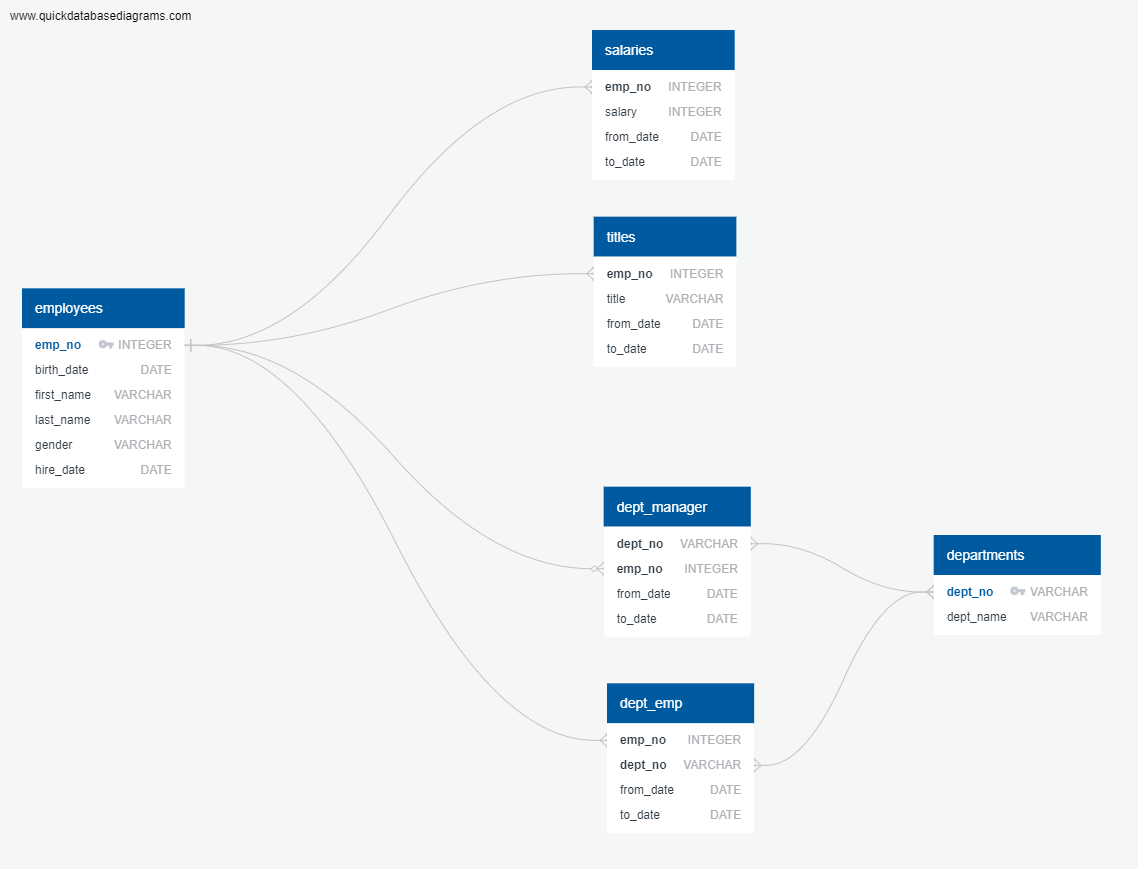 www.quickdatabasediagrams.com
salaries
emp_no INTEGER
salary INTEGER
from_date DATE
to_date DATE
titles
emp_no INTEGER
title VARCHAR
from_date DATE
to_date DATE
employees
emp_no INTEGER
birth_date DATE
first_name VARCHAR
last_name VARCHAR
gender VARCHAR
hire_date DATE
dept_manager
dept_no VARCHAR
emp_no INTEGER
from_date DATE
to_date DATE
departments
dept_no VARCHAR
dept_name VARCHAR
dept_emp
emp_no INTEGER
dept_no VARCHAR
from_date DATE
to_date DATE